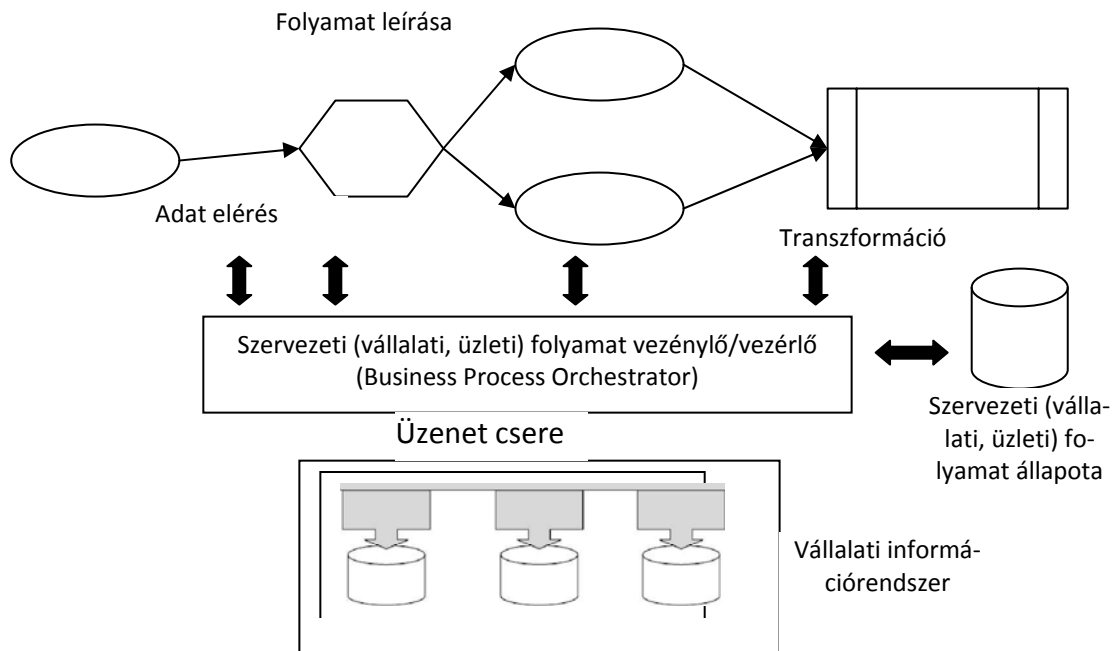 Folyamat leírása
Adat elérés
Transzformáció
Szervezeti (vállalati, üzleti) folyamat vezénylő/vezérlő
(Business Process Orchestrator)
Szervezeti (válla-
lati, üzleti) fo-
lyamat állapota
Üzenet csere
Vállalati informá-
ciórendszer